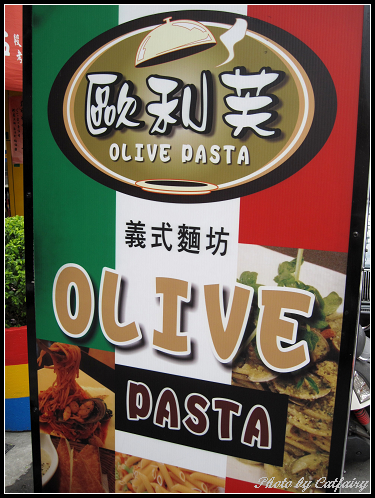 歐利芙
OLIVE PASTA
義式麵坊
OLIVE
PASTA
Photo by Catfairy